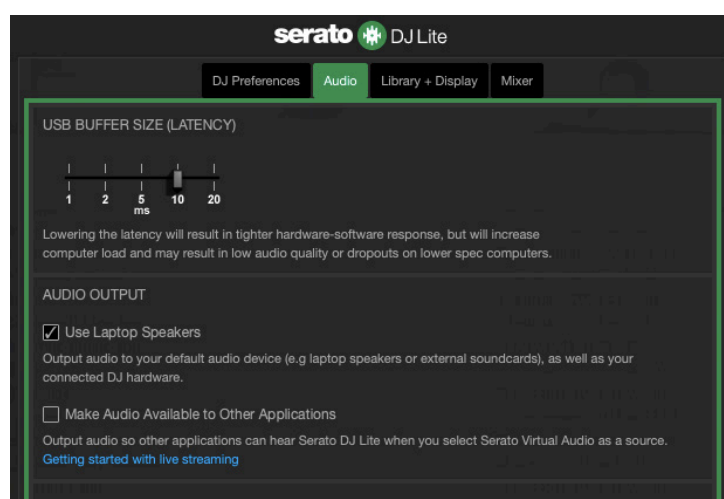 serato DJ Lite
DJ Preferences Audio Library + Display Mixer
USB BUFFER SIZE (LATENCY)
1 2 5 10 20
ms
Lowering the latency will result in tighter hardware-software response, but will increase
computer load and may result in low audio quality or dropouts on lower spec computers.
AUDIO OUTPUT
Use Laptop Speakers
Output audio to your default audio device (e.g laptop speakers or external soundcards), as well as your
connected DJ hardware.
Make Audio Available to Other Applications
Output audio so other applications can hear Serato DJ Lite when you select Serato Virtual Audio as a source.
Getting started with live streaming